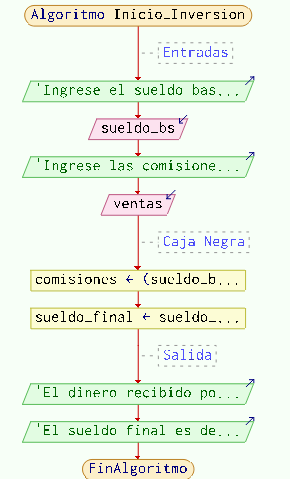 Algoritmo Inicio_Inversion
Entradas
'Ingrese el sueldo bas...
sueldo_bs
'Ingrese las comisione...
ventas
Caja Negra
comisiones ← (sueldo_b...
sueldo_final ← sueldo_...
Salida
'El dinero recibido po...
'El sueldo final es de...
FinAlgoritmo